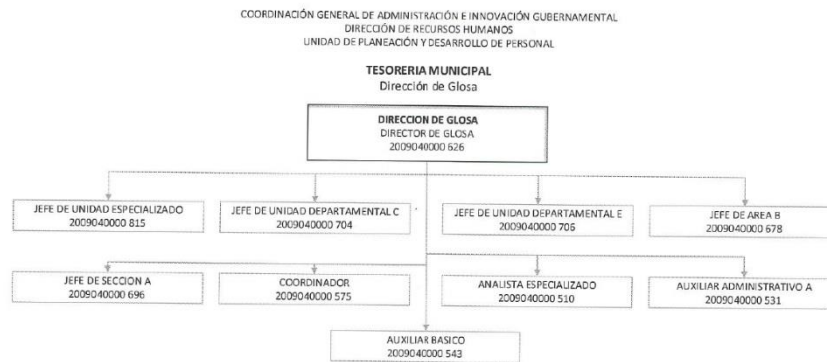 COORDINACIÓN GENERAL DE ADMINISTRACIÓN E INNOVACIÓN GUBERNAMENTAL
DIRECCIÓN DE RECURSOS HUMANOS
UNIDAD DE PLANEACIÓN Y DESARROLLO DE PERSONAL
TESORERIA MUNICIPAL
Dirección de Glosa
DIRECCION DE GLOSA
DIRECTOR DE GLOSA
2009040000 626
JEFE DE UNIDAD ESPECIALIZADO
2009040000 815
JEFE DE UNIDAD DEPARTAMENTAL C
2009040000 704
JEFE DE UNIDAD DEPARTAMENTAL E
2009040000 706
JEFE DE AREA B
2009040000 678
JEFE DE SECCION A
2009040000 696
COORDINADOR
2009040000 575
ANALISTA ESPECIALIZADO
2009040000 510
AUXILIAR ADMINISTRATIVO A
2009040000 531
AUXILIAR BASICO
2009040000 543